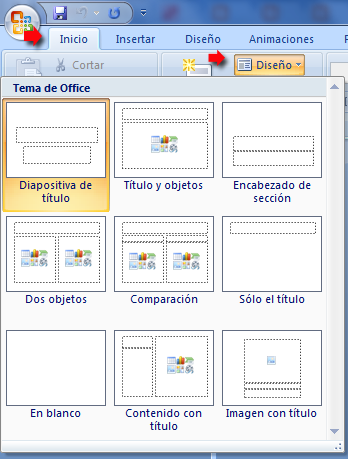 Inicio Insertar Diseño Animaciones
Cortar Diseño
Tema de Office
Diapositiva de título Título y objetos Encabezado de sección
Dos objetos Comparación Sólo el título
En blanco Contenido con título Imagen con título